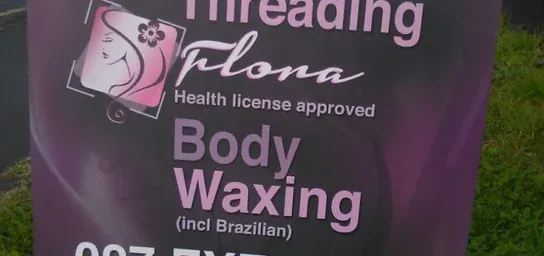 Threading
Flora
Health license approved
Body
Waxing
(incl Brazilian)